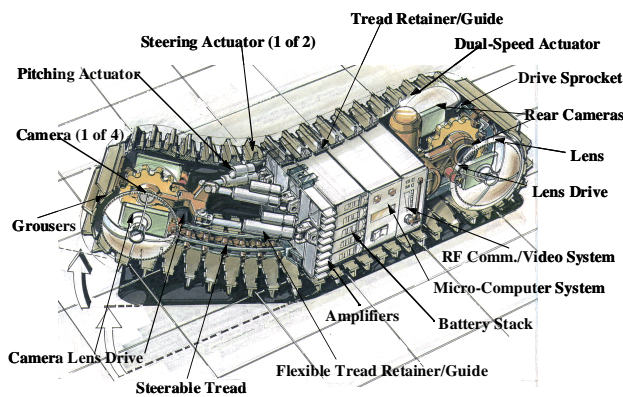 Tread Retainer/Guide
Steering Actuator (1 of 2)
Dual-Speed Actuator
Pitching Actuator
Drive Sprocket
Rear Cameras
Camera (1 of 4)
Lens
Lens Drive
Grousers
RF Comm./Video System
Micro-Computer System
Amplifiers
Battery Stack
Camera Lens Drive
Flexible Tread Retainer/Guide
Steerable Tread